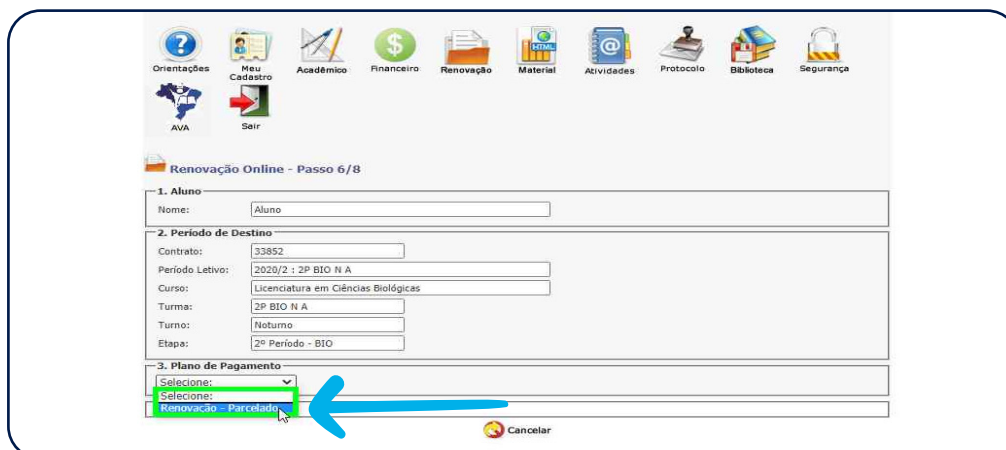 Orientações Meu Cadastro Acadêmico Financeiro Renovação Material Atividades Protocolo Biblioteca Segurança
HTML
AVA Sair
Renovação Online - Passo 6/8
1. Aluno
Nome: Aluno
2. Período de Destino
Contrato: 33852
Período Letivo: 2020/2 : 2P BIO N A
Curso: Licenciatura em Ciências Biológicas
Turma: 2P BIO N A
Turno: Noturno
Etapa: 2º Período - BIO
3. Plano de Pagamento
Selecione:
Selecione:
Renovação - Parcelado
Cancelar